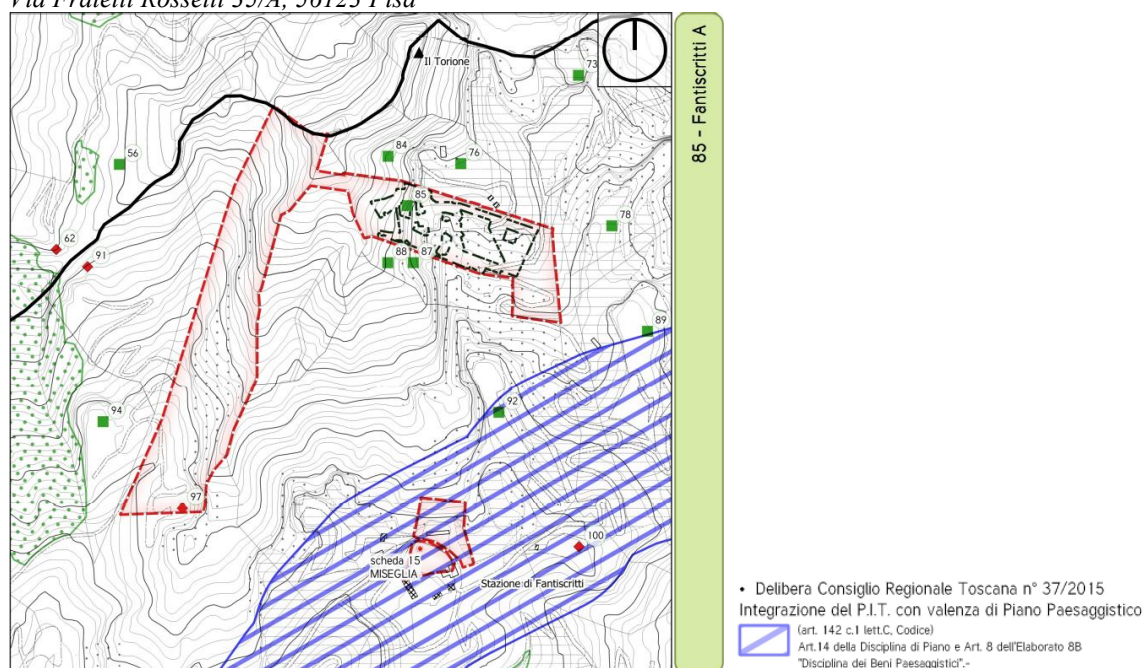 Via Fratelli Rosselli 35/A, 56123 Pisa
Il Torione
73
56
84
76
85
78
62
91
88
87
89
92
94
97
100
scheda 15
MISEGLIA
Stazione di Fantiscritti
85 - Fantiscritti A
• Delibera Consiglio Regionale Toscana n° 37/2015
Integrazione del P.I.T. con valenza di Piano Paesaggistico
(art. 142 c.1 lett.C, Codice)
Art.14 della Disciplina di Piano e Art. 8 dell'Elaborato 8B
"Disciplina dei Beni Paesaggistici".-